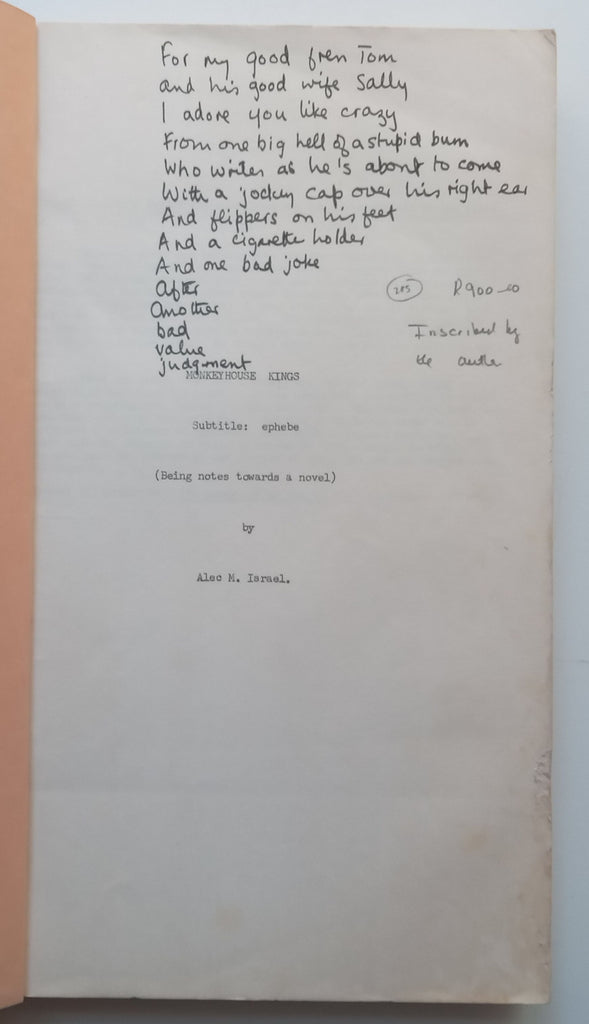 For my good fren Tom
and his good wife Sally
I adore you like crazy
From one big hell of a stupid bum
Who writes as he's about to come
With a jockey cap over his right ear
And flippers on his feet
And a cigarette holder
And one bad joke
After
Another
bad
value
judgment
285 R900-00
Inscribed by
the author
MONKEYHOUSE KINGS
Subtitle: ephebe
(Being notes towards a novel)
by
Alec M. Israel.